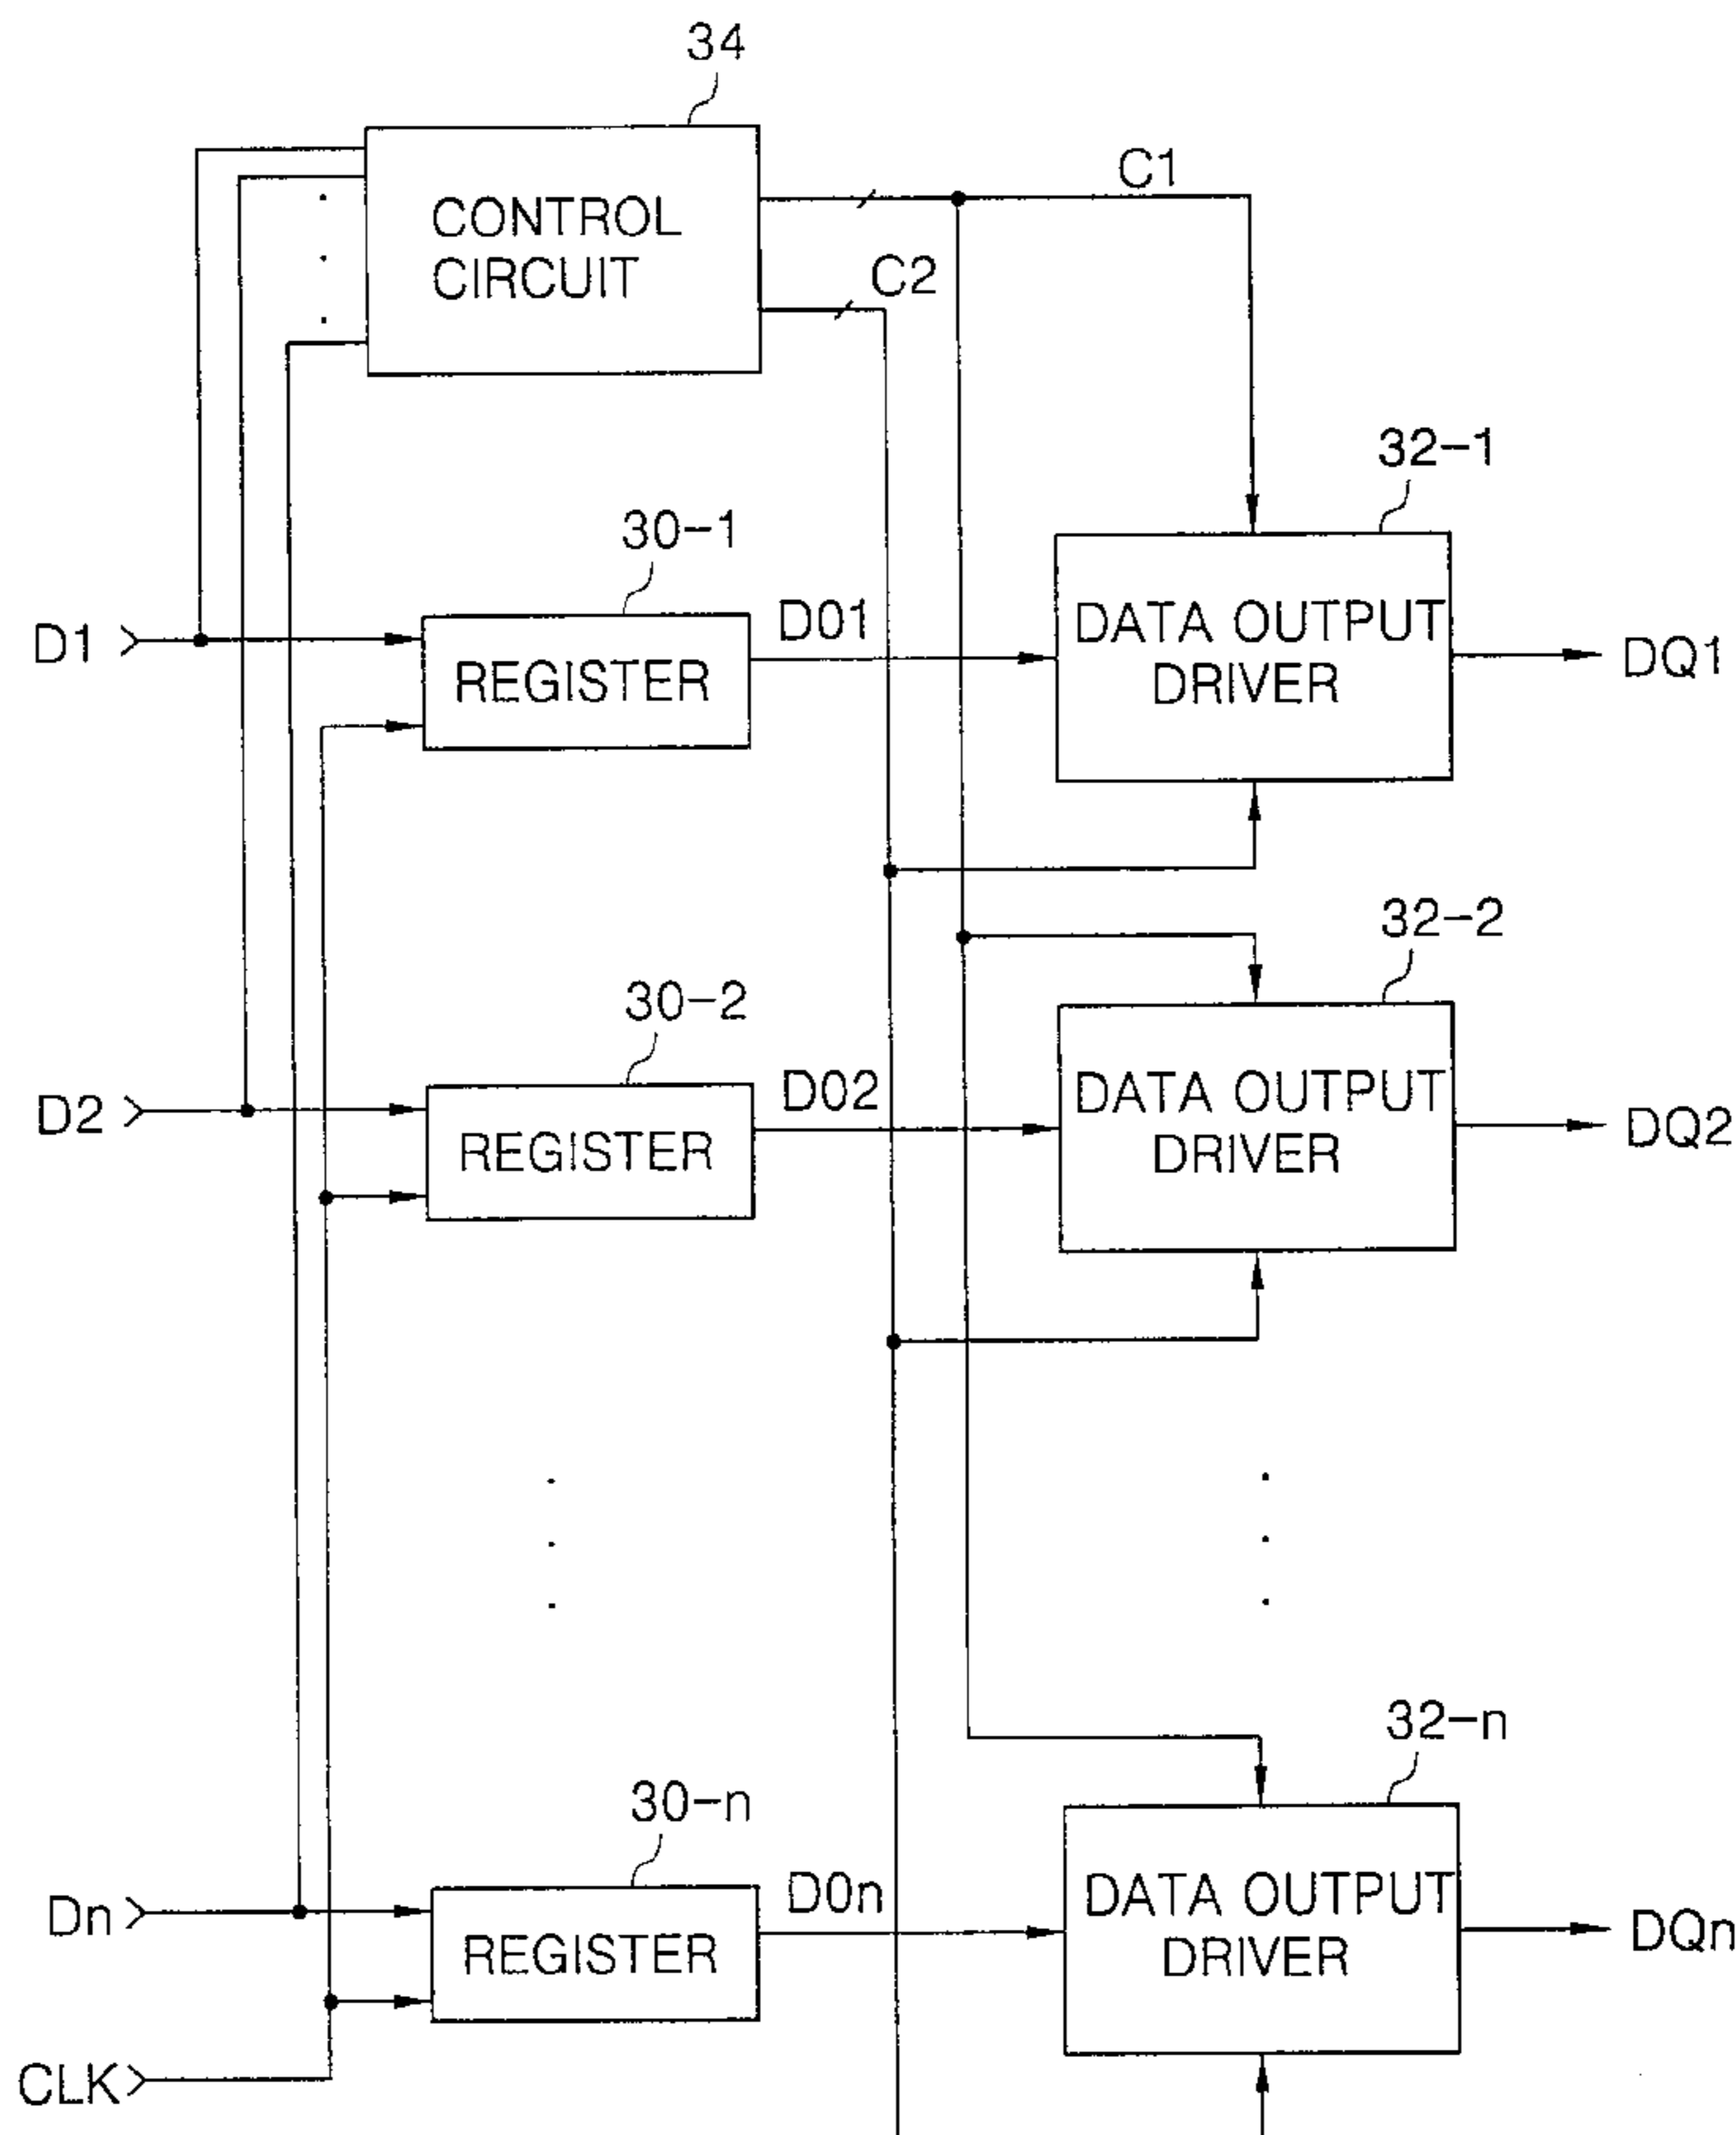 34
CONTROL
CIRCUIT
C1
C2
32-1
30-1
D1
REGISTER
D01
DATA OUTPUT
DRIVER
DQ1
32-2
30-2
D2
REGISTER
D02
DATA OUTPUT
DRIVER
DQ2
32-n
30-n
Dn
REGISTER
D0n
DATA OUTPUT
DRIVER
DQn
CLK